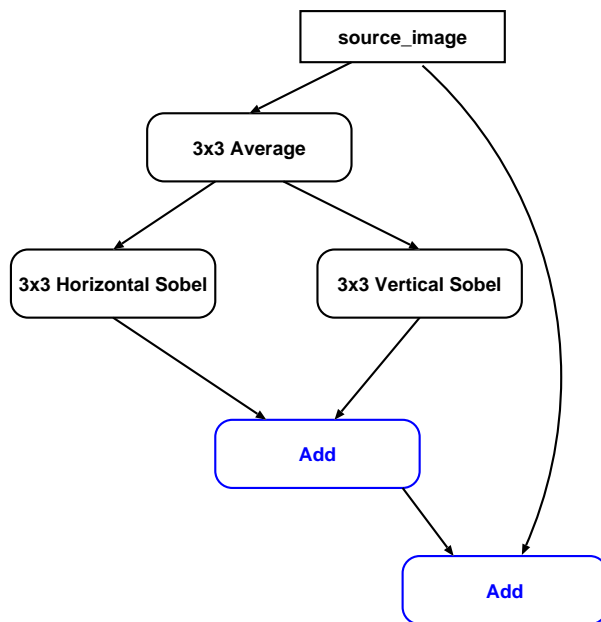 source_image
3x3 Average
3x3 Horizontal Sobel
3x3 Vertical Sobel
Add
Add